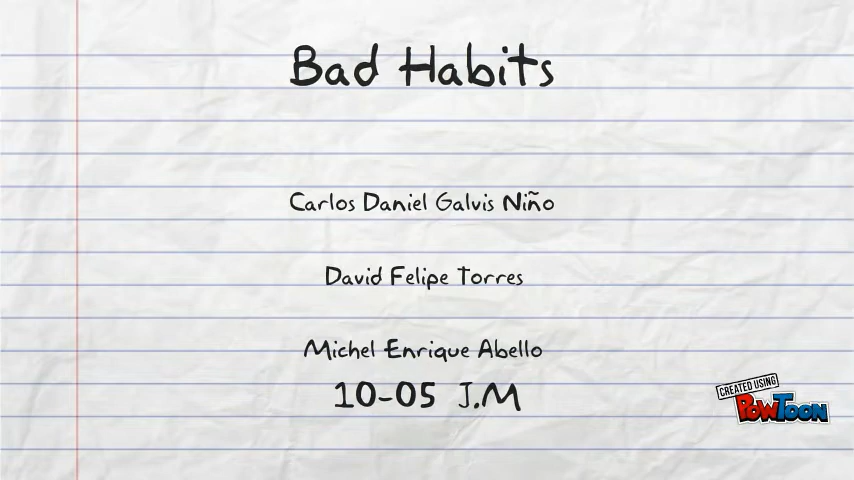 Bad Habits
Carlos Daniel Galvis Niño
David Felipe Torres
Michel Enrique Abello
10-05 J.M
CREATED USING
POWTOON